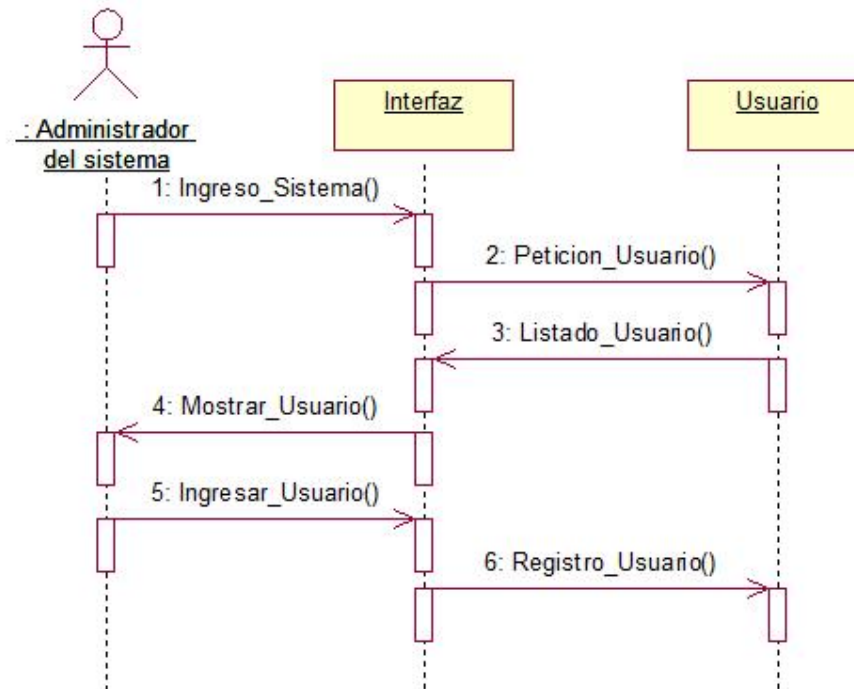 : Administrador
del sistema
Interfaz
Usuario
1: Ingreso_Sistema()
2: Peticion_Usuario()
3: Listado_Usuario()
4: Mostrar_Usuario()
5: Ingresar_Usuario()
6: Registro_Usuario()